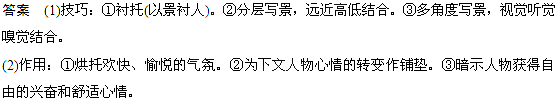 答案　(1)技巧：①衬托(以景衬人)。②分层写景，远近高低结合。③多角度写景，视觉听觉
嗅觉结合。
(2)作用：①烘托欢快、愉悦的气氛。②为下文人物心情的转变作铺垫。③暗示人物获得自
由的兴奋和舒适心情。